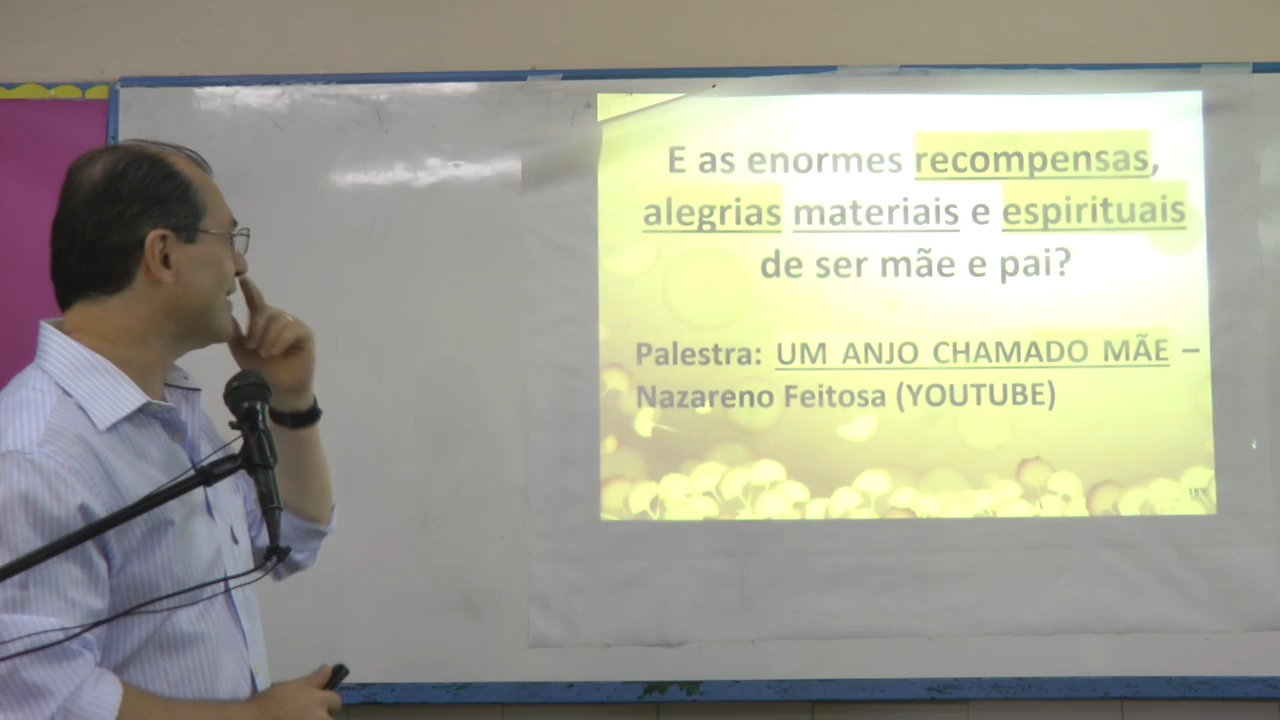 E as enormes recompensas,
alegrias materiais e espirituais
de ser mãe e pai?
Palestra: UM ANJO CHAMADO MÃE –
Nazareno Feitosa (YOUTUBE)